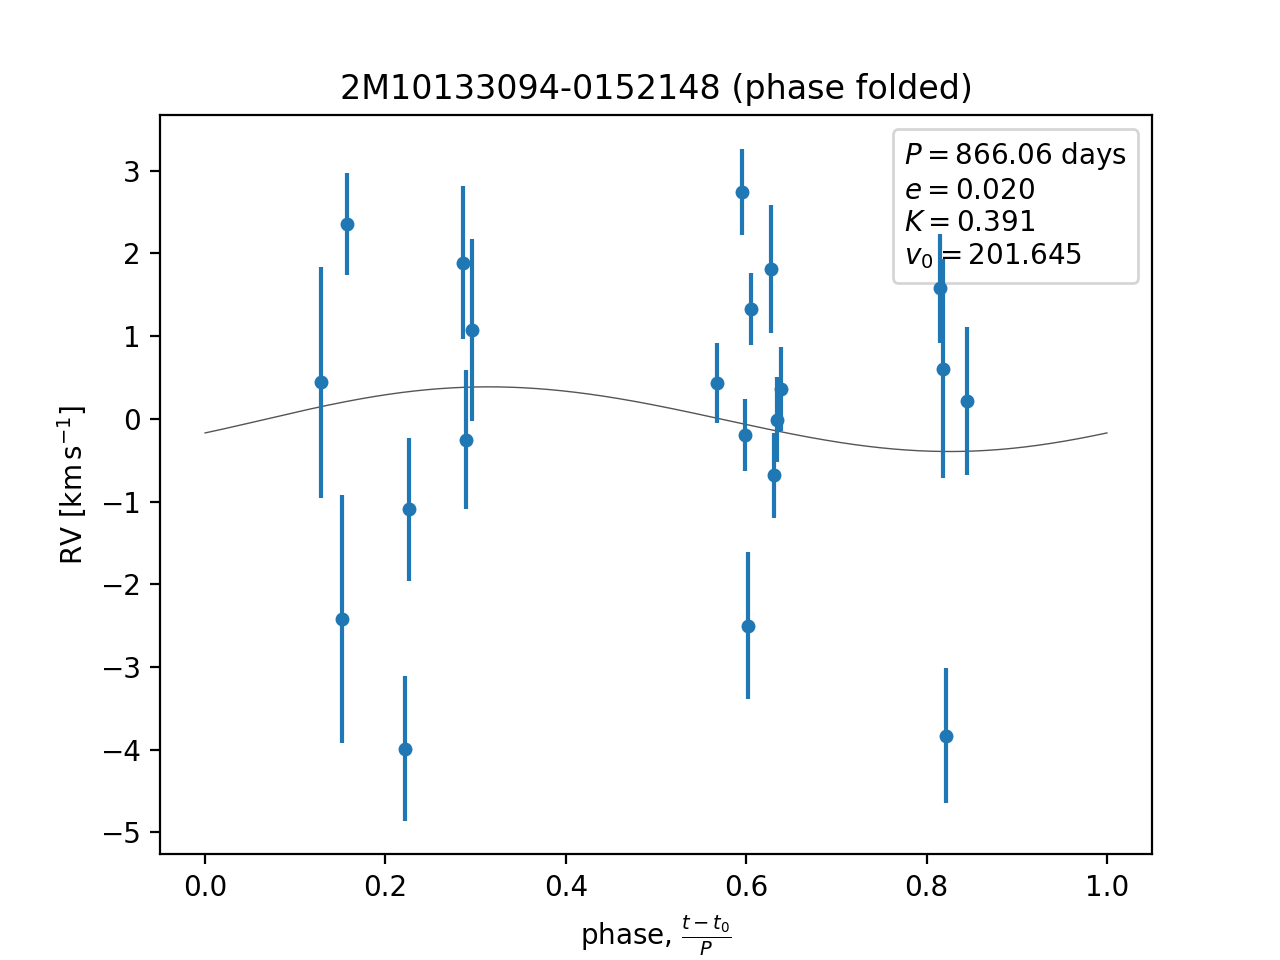 2M10133094-0152148 (phase folded)
P = 866.06 days
e = 0.020
K = 0.391
v₀ = 201.645
3
2
1
0
−1
−2
−3
−4
−5
RV [km s⁻¹]
0.0 0.2 0.4 0.6 0.8 1.0
phase, (t − t₀)/P